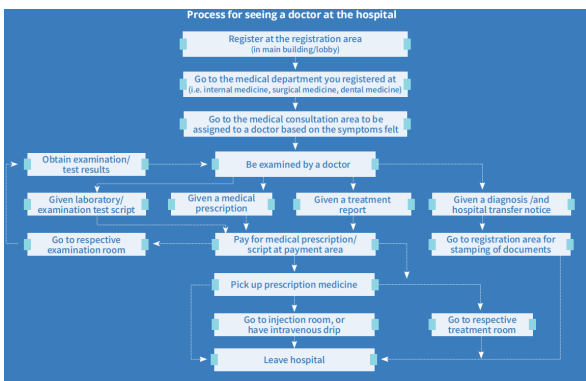 Process for seeing a doctor at the hospital
Register at the registration area
(in main building/lobby)
Go to the medical department you registered at
(i.e. internal medicine, surgical medicine, dental medicine)
Go to the medical consultation area to be
assigned to a doctor based on the symptoms felt
Obtain examination/
test results
Be examined by a doctor
Given laboratory/
examination test script
Given a medical
prescription
Given a treatment
report
Given a diagnosis /and
hospital transfer notice
Go to respective
examination room
Pay for medical prescription/
script at payment area
Go to registration area for
stamping of documents
Pick up prescription medicine
Go to injection room, or
have intravenous drip
Go to respective
treatment room
Leave hospital